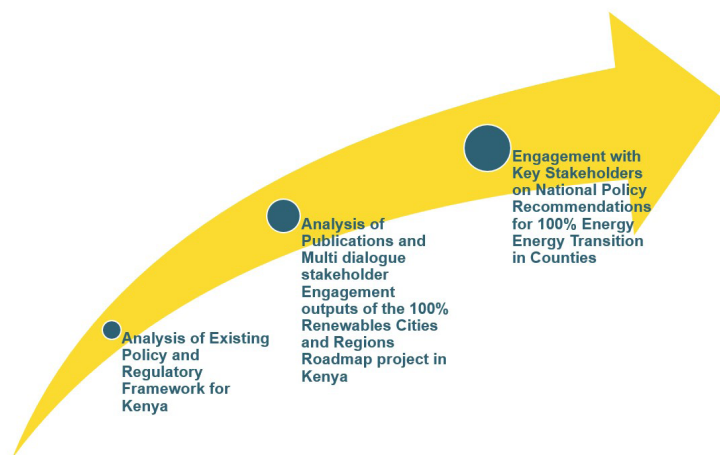 Analysis of Existing
Policy and
Regulatory
Framework for
Kenya
Analysis of
Publications and
Multi dialogue
stakeholder
Engagement
outputs of the 100%
Renewables Cities
and Regions
Roadmap project in
Kenya
Engagement with
Key Stakeholders
on National Policy
Recommendations
for 100% Energy
Energy Transition
in Counties